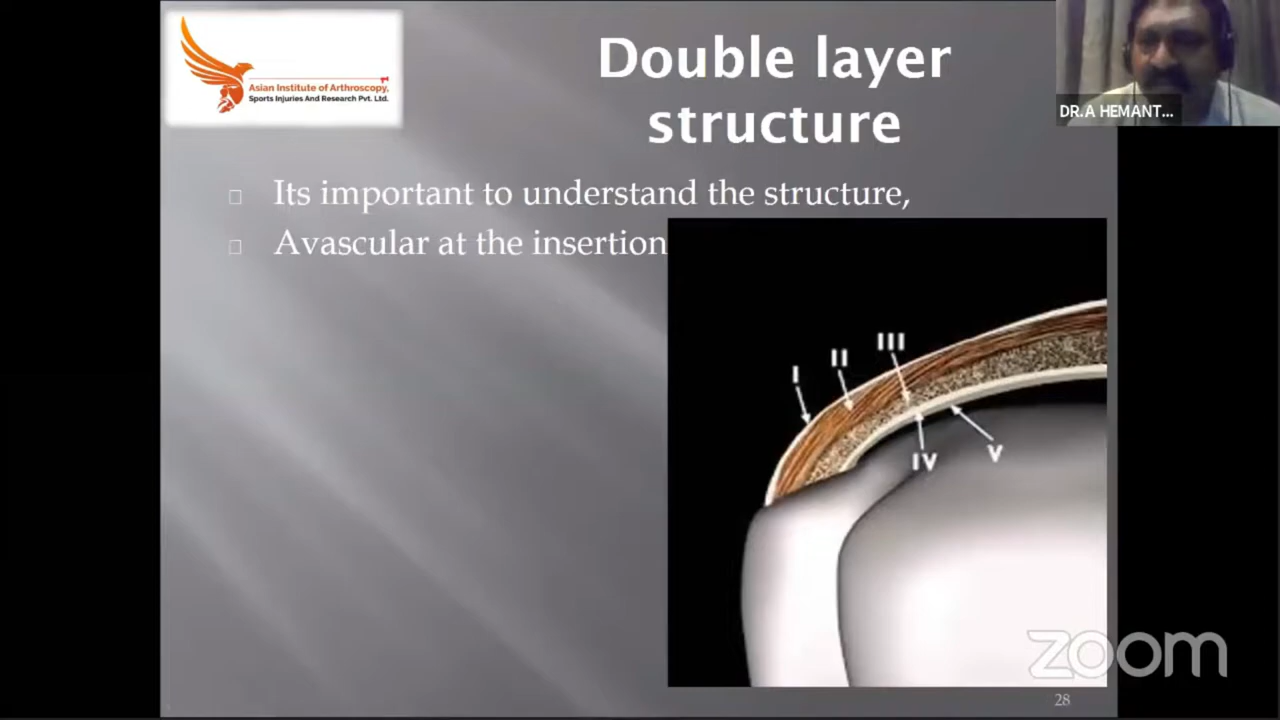 Asian Institute of Arthroscopy,
Sports Injuries And Research Pvt. Ltd.
Double layer
structure
DR.A HEMANT...
Its important to understand the structure,
Avascular at the insertion
I
II
III
IV
V
zoom
28